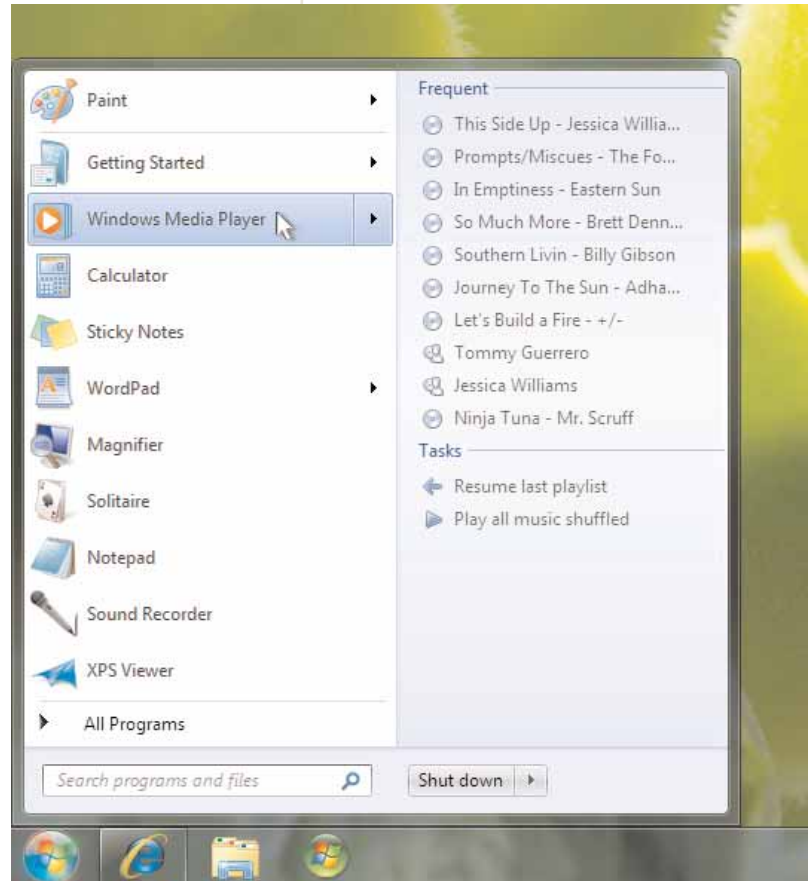 Paint
Getting Started
Windows Media Player
Calculator
Sticky Notes
WordPad
Magnifier
Solitaire
Notepad
Sound Recorder
XPS Viewer
All Programs
Search programs and files
Frequent
This Side Up - Jessica Willia...
Prompts/Miscues - The Fo...
In Emptiness - Eastern Sun
So Much More - Brett Denn...
Southern Livin - Billy Gibson
Journey To The Sun - Adha...
Let's Build a Fire - +/-
Tommy Guerrero
Jessica Williams
Ninja Tuna - Mr. Scruff
Tasks
Resume last playlist
Play all music shuffled
Shut down